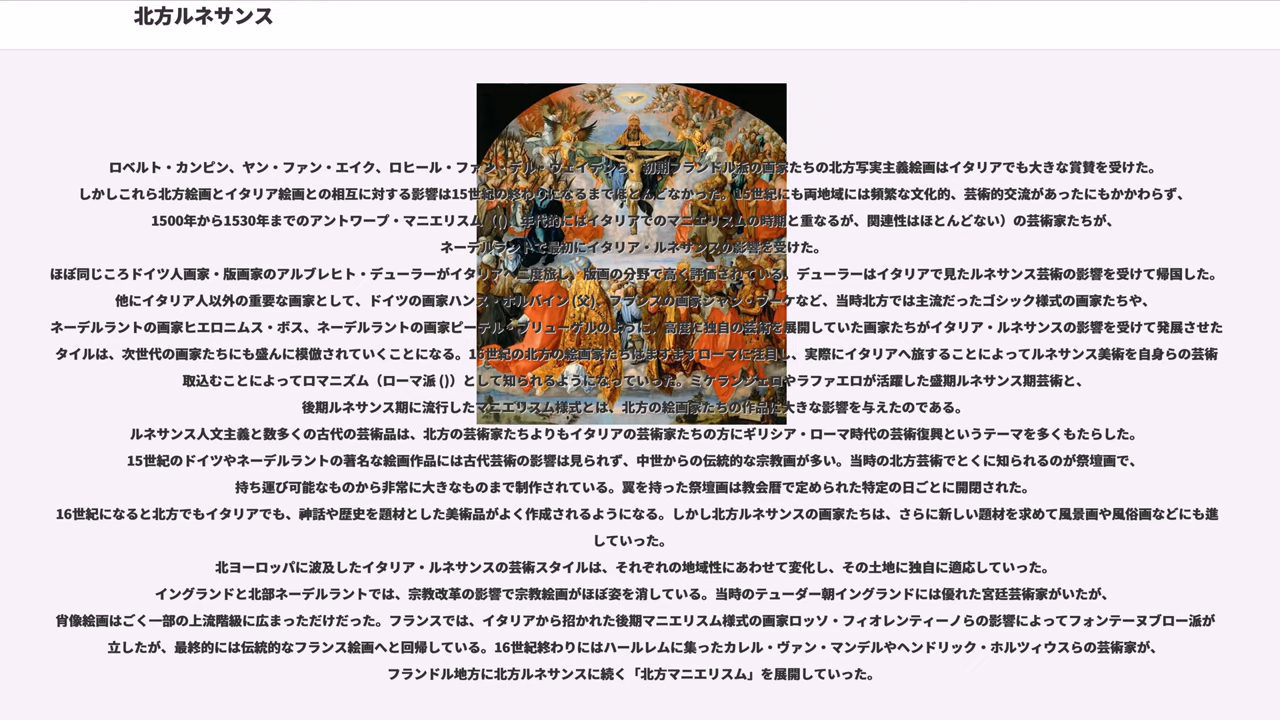 北方ルネサンス
ロベルト・カンピン、ヤン・ファン・エイク、ロヒール・ファン・デル・ウェイデンら、初期フランドル派の画家たちの北方写実主義絵画はイタリアでも大きな賞賛を受けた。
しかしこれら北方絵画とイタリア絵画との相互に対する影響は15世紀の終わりになるまでほとんどなかった。15世紀にも両地域には頻繁な文化的、芸術的交流があったにもかかわらず、
1500年から1530年までのアントワープ・マニエリスム（()、年代的にはイタリアでのマニエリスムの時期と重なるが、関連性はほとんどない）の芸術家たちが、
ネーデルラントで最初にイタリア・ルネサンスの影響を受けた。
ほぼ同じころドイツ人画家・版画家のアルブレヒト・デューラーがイタリアへ二度旅し、版画の分野で高く評価されている。デューラーはイタリアで見たルネサンス芸術の影響を受けて帰国した。
他にイタリア人以外の重要な画家として、ドイツの画家ハンス・ホルバイン (父)、フランスの画家ジャン・フーケなど、当時北方では主流だったゴシック様式の画家たちや、
ネーデルラントの画家ヒエロニムス・ボス、ネーデルラントの画家ピーテル・ブリューゲルのように、高度に独自の芸術を展開していた画家たちがイタリア・ルネサンスの影響を受けて発展させた
タイルは、次世代の画家たちにも盛んに模倣されていくことになる。16世紀の北方の絵画家たちはますますローマに注目し、実際にイタリアへ旅することによってルネサンス美術を自身らの芸術
取込むことによってロマニズム（ローマ派 ()）として知られるようになっていった。ミケランジェロやラファエロが活躍した盛期ルネサンス期芸術と、
後期ルネサンス期に流行したマニエリスム様式とは、北方の絵画家たちの作品に大きな影響を与えたのである。
ルネサンス人文主義と数多くの古代の芸術品は、北方の芸術家たちよりもイタリアの芸術家たちの方にギリシア・ローマ時代の芸術復興というテーマを多くもたらした。
15世紀のドイツやネーデルラントの著名な絵画作品には古代芸術の影響は見られず、中世からの伝統的な宗教画が多い。当時の北方芸術でとくに知られるのが祭壇画で、
持ち運び可能なものから非常に大きなものまで制作されている。翼を持った祭壇画は教会暦で定められた特定の日ごとに開閉された。
16世紀になると北方でもイタリアでも、神話や歴史を題材とした美術品がよく作成されるようになる。しかし北方ルネサンスの画家たちは、さらに新しい題材を求めて風景画や風俗画などにも進
していった。
北ヨーロッパに波及したイタリア・ルネサンスの芸術スタイルは、それぞれの地域性にあわせて変化し、その土地に独自に適応していった。
イングランドと北部ネーデルラントでは、宗教改革の影響で宗教絵画がほぼ姿を消している。当時のテューダー朝イングランドには優れた宮廷芸術家がいたが、
肖像絵画はごく一部の上流階級に広まっただけだった。フランスでは、イタリアから招かれた後期マニエリスム様式の画家ロッソ・フィオレンティーノらの影響によってフォンテーヌブロー派が
立したが、最終的には伝統的なフランス絵画へと回帰している。16世紀終わりにはハールレムに集ったカレル・ヴァン・マンデルやヘンドリック・ホルツィウスらの芸術家が、
フランドル地方に北方ルネサンスに続く「北方マニエリスム」を展開していった。